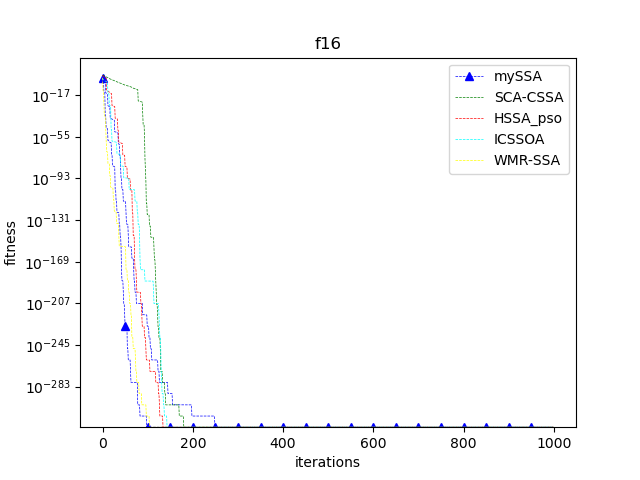 f16
mySSA
SCA-CSSA
HSSA_pso
ICSSOA
WMR-SSA
10⁻¹⁷
10⁻⁵⁵
10⁻⁹³
10⁻¹³¹
10⁻¹⁶⁹
10⁻²⁰⁷
10⁻²⁴⁵
10⁻²⁸³
fitness
0 200 400 600 800 1000
iterations